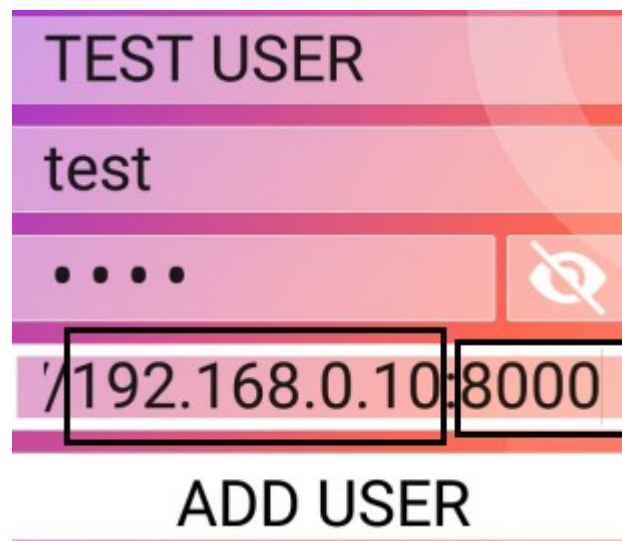 TEST USER
test
••••
/192.168.0.10:8000
ADD USER